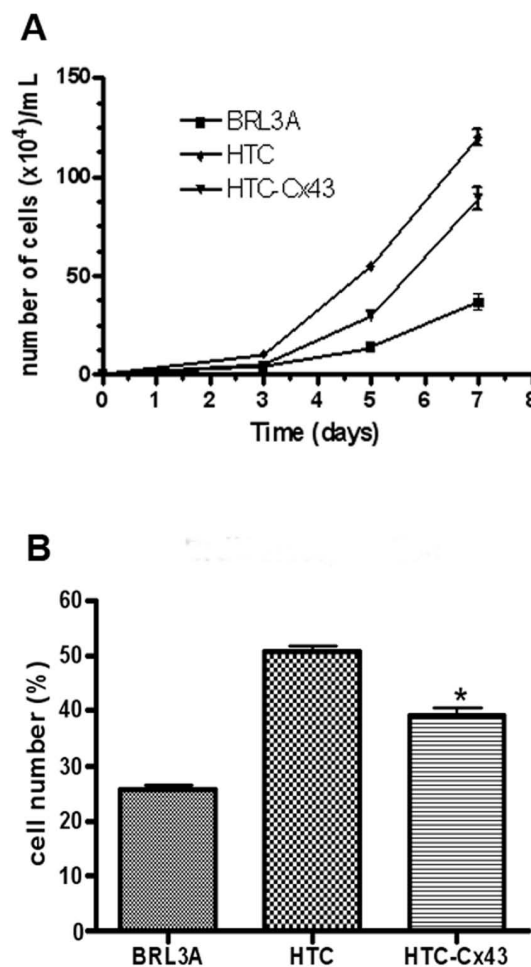 A
number of cells (x10⁴)/mL
150
100
50
0
BRL3A
HTC
HTC-Cx43
0 1 2 3 4 5 6 7 8
Time (days)
B
cell number (%)
60
50
40
30
20
10
0
*
BRL3A HTC HTC-Cx43